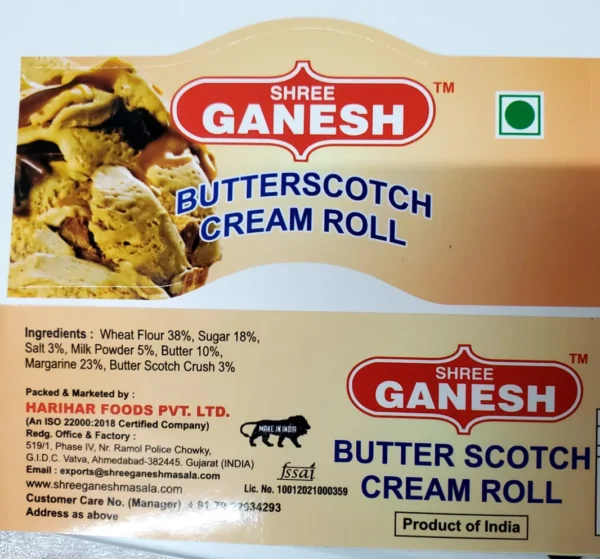 SHREE
GANESH
TM
BUTTERSCOTCH
CREAM ROLL
Ingredients : Wheat Flour 38%, Sugar 18%,
Salt 3%, Milk Powder 5%, Butter 10%,
Margarine 23%, Butter Scotch Crush 3%
Packed & Marketed by :
HARIHAR FOODS PVT. LTD.
(An ISO 22000:2018 Certified Company)
Redg. Office & Factory :
519/1, Phase IV, Nr. Ramol Police Chowky,
G.I.D.C. Vatva, Ahmedabad-382445. Gujarat (INDIA)
Email : exports@shreeganeshmasala.com
www.shreeganeshmasala.com
Customer Care No. (Manager) +91 79
Address as above
MAKE IN INDIA
fssai
Lic. No. 10012021000359
SHREE
GANESH
TM
BUTTER SCOTCH
CREAM ROLL
Product of India